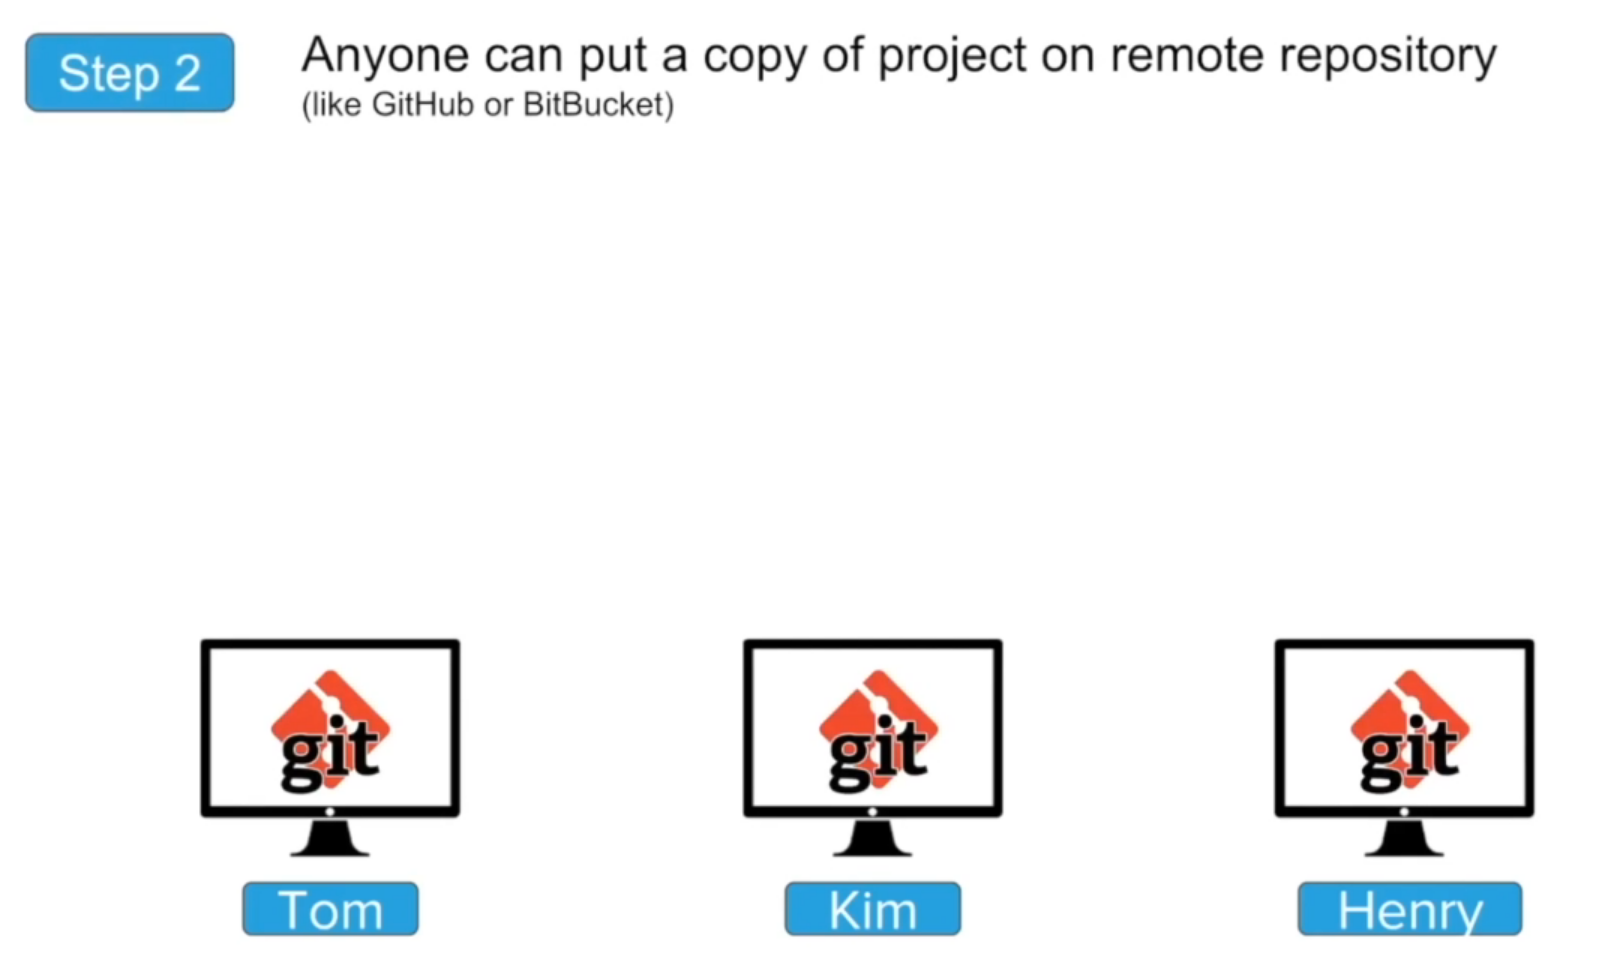 Step 2
Anyone can put a copy of project on remote repository
(like GitHub or BitBucket)
git
git
git
Tom
Kim
Henry